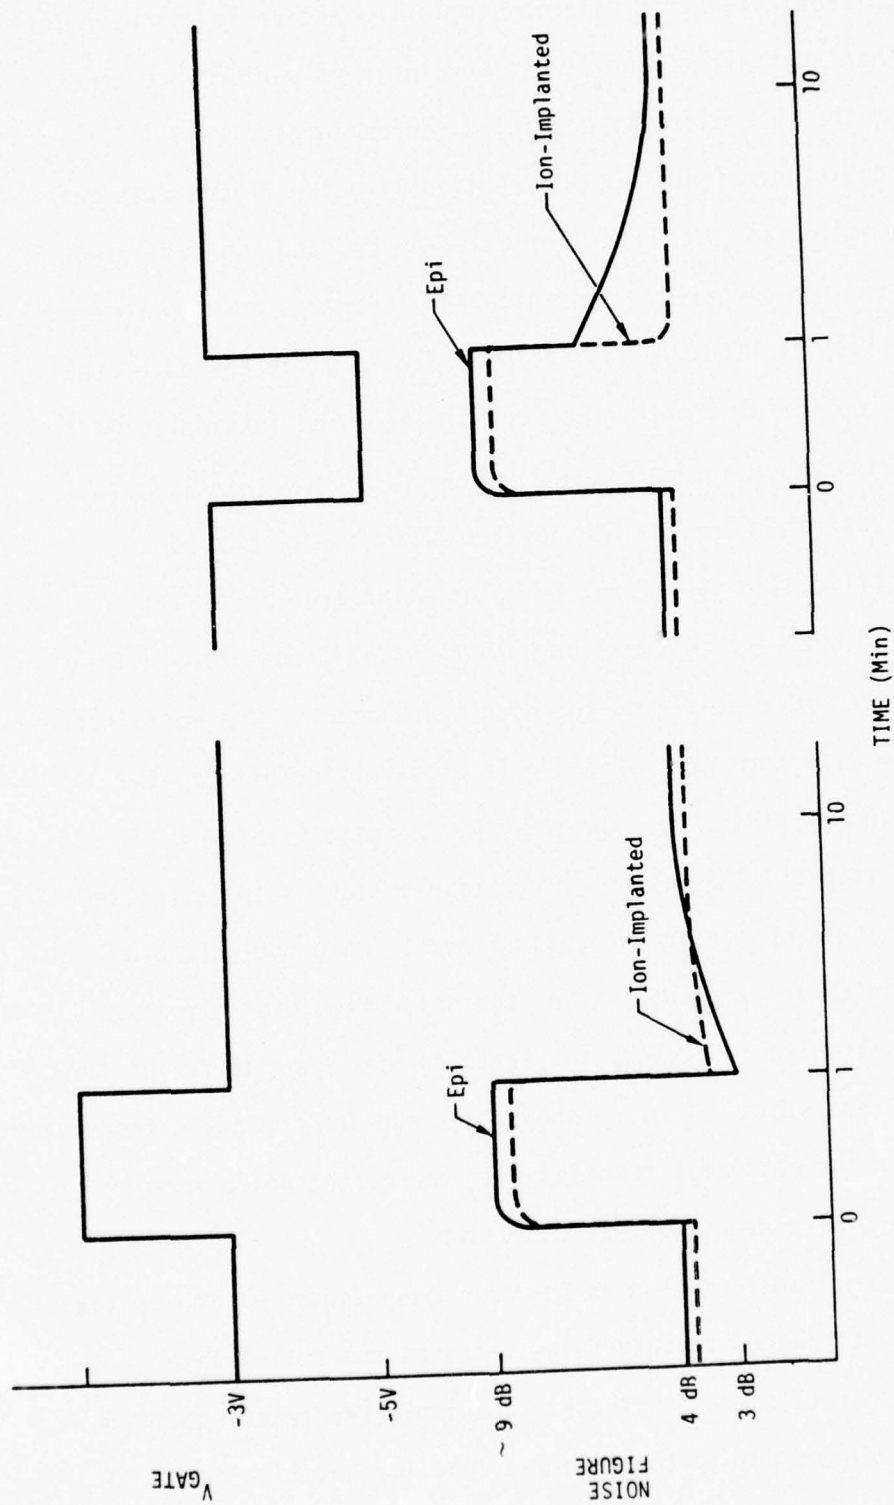 V
GATE
-3V
-5V
NOISE
FIGURE
~ 9 dB
4 dB
3 dB
Epi
Ion-Implanted
0
1
10
Epi
Ion-Implanted
0
1
10
TIME (Min)